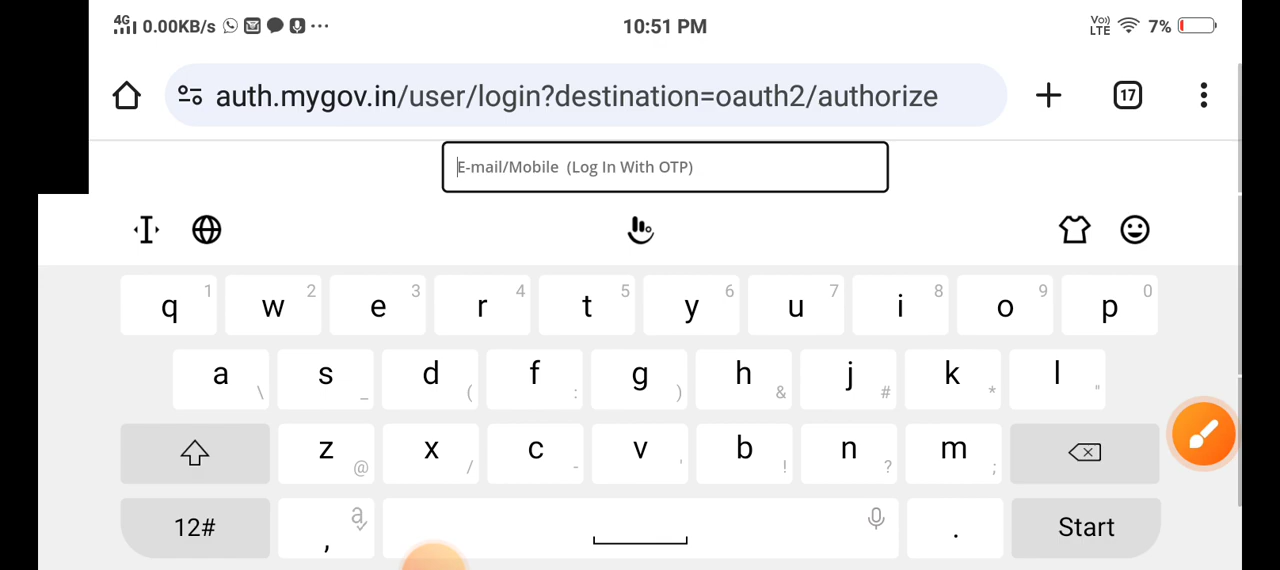 4G 0.00KB/s 10:51 PM Vo) LTE 7%
auth.mygov.in/user/login?destination=oauth2/authorize 17
E-mail/Mobile (Log In With OTP)
q 1 w 2 e 3 r 4 t 5 y 6 u 7 i 8 o 9 p 0
a \ s _ d ( f : g ) h & j # k * l "
z @ x / c - v ' b ! n ? m ;
12# , a . Start